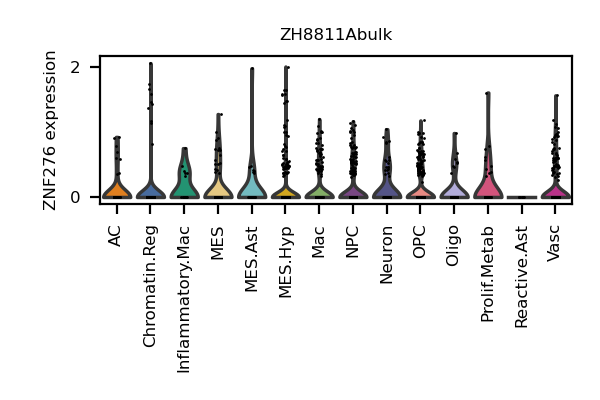 ZH8811Abulk
ZNF276 expression
2
0
AC
Chromatin.Reg
Inflammatory.Mac
MES
MES.Ast
MES.Hyp
Mac
NPC
Neuron
OPC
Oligo
Prolif.Metab
Reactive.Ast
Vasc